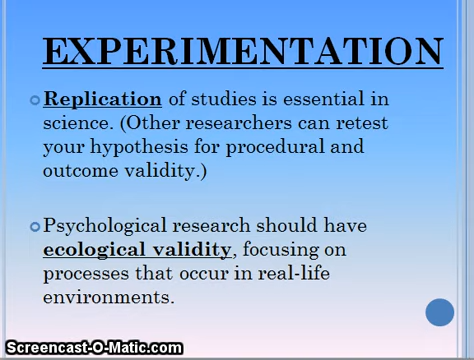 EXPERIMENTATION
Replication of studies is essential in
science. (Other researchers can retest
your hypothesis for procedural and
outcome validity.)
Psychological research should have
ecological validity, focusing on
processes that occur in real-life
environments.
Screencast-O-Matic.com